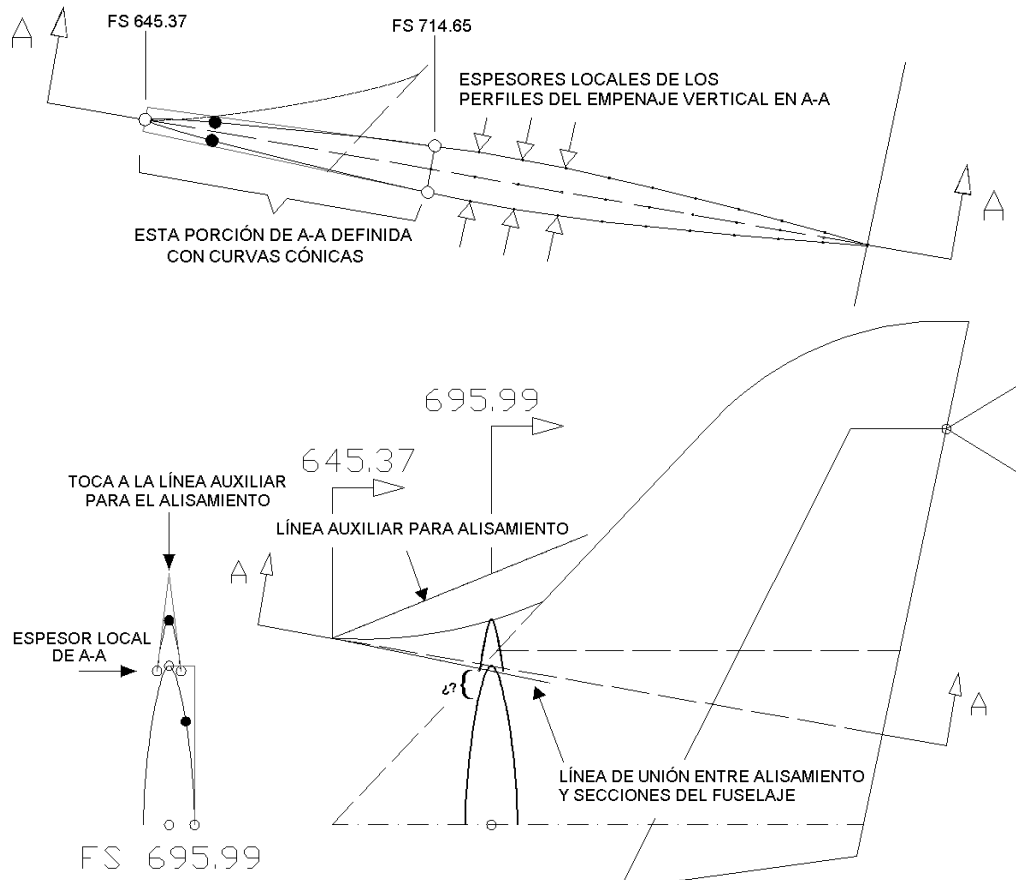 FS 645.37
FS 714.65
A
ESPESORES LOCALES DE LOS
PERFILES DEL EMPENAJE VERTICAL EN A-A
A
ESTA PORCIÓN DE A-A DEFINIDA
CON CURVAS CÓNICAS
695.99
645.37
TOCA A LA LÍNEA AUXILIAR
PARA EL ALISAMIENTO
LÍNEA AUXILIAR PARA ALISAMIENTO
A
ESPESOR LOCAL
DE A-A
¿?
A
LÍNEA DE UNIÓN ENTRE ALISAMIENTO
Y SECCIONES DEL FUSELAJE
FS 695.99